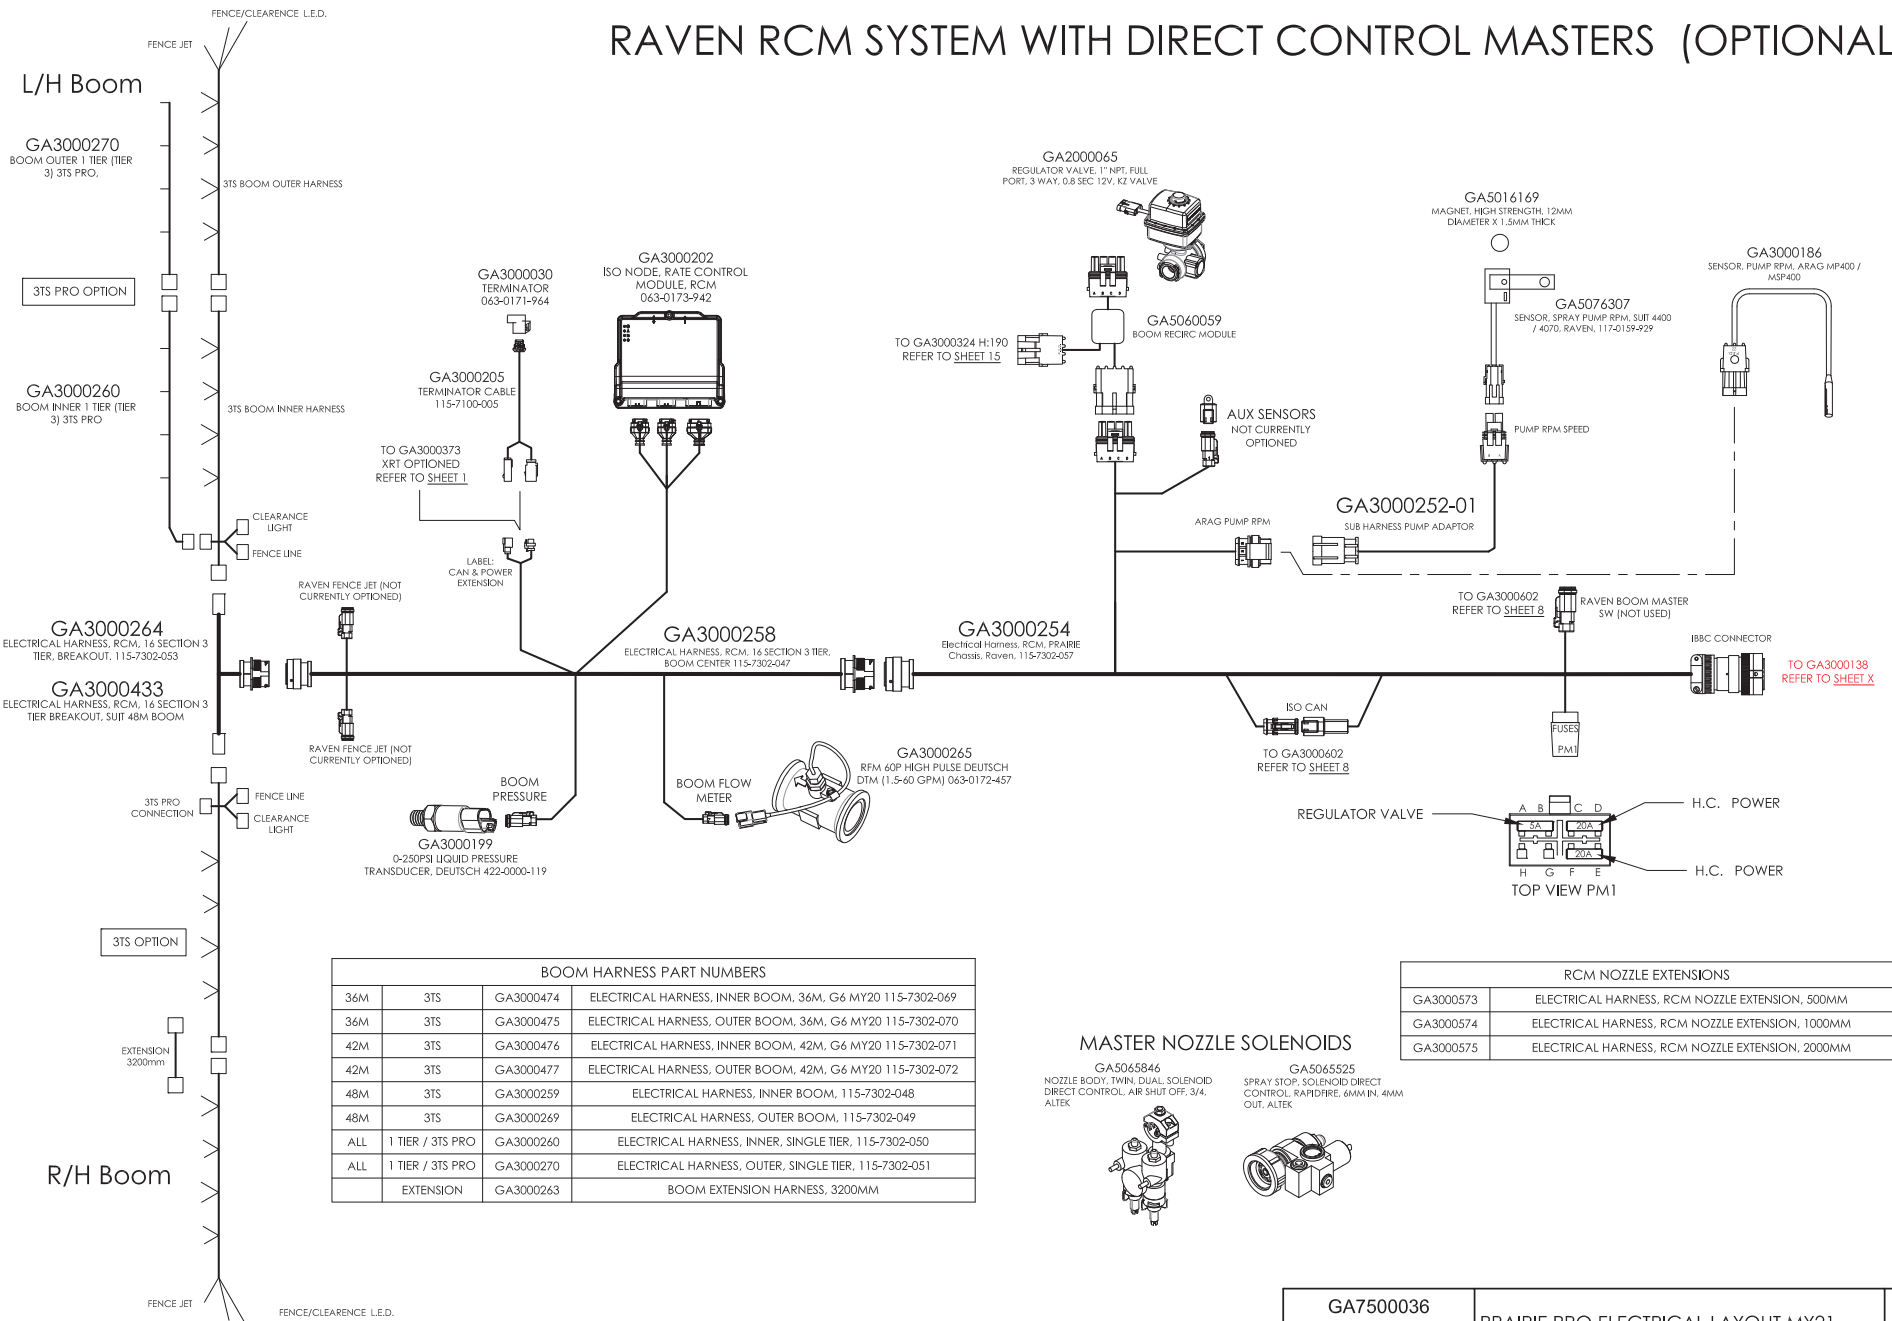 RAVEN RCM SYSTEM WITH DIRECT CONTROL MASTERS (OPTIONAL
FENCE/CLEARENCE L.E.D.
FENCE JET
L/H Boom
GA3000270
BOOM OUTER 1 TIER (TIER
3) 3TS PRO.
3TS BOOM OUTER HARNESS
3TS PRO OPTION
GA3000260
BOOM INNER 1 TIER (TIER
3) 3TS PRO
3TS BOOM INNER HARNESS
CLEARANCE
LIGHT
FENCE LINE
GA3000030
TERMINATOR
063-0171-964
GA3000205
TERMINATOR CABLE
115-7100-005
TO GA3000373
XRT OPTIONED
REFER TO SHEET 1
LABEL:
CAN & POWER
EXTENSION
GA3000202
ISO NODE, RATE CONTROL
MODULE, RCM
063-0173-942
GA2000065
REGULATOR VALVE, 1" NPT, FULL
PORT, 3 WAY, 0.8 SEC 12V, KZ VALVE
A B C B
GA5060059
BOOM RECIRC MODULE
TO GA3000324 H:190
REFER TO SHEET 15
A B C B
AUX SENSORS
NOT CURRENTLY
OPTIONED
GA5016169
MAGNET, HIGH STRENGTH, 12MM
DIAMETER X 1.5MM THICK
GA5076307
SENSOR, SPRAY PUMP RPM, SUIT 4400
/ 4070, RAVEN, 117-0159-929
GA3000186
SENSOR, PUMP RPM, ARAG MP400 /
MSP400
PUMP RPM SPEED
GA3000252-01
SUB HARNESS PUMP ADAPTOR
ARAG PUMP RPM
TO GA3000602
REFER TO SHEET 8
RAVEN BOOM MASTER
SW (NOT USED)
IBBC CONNECTOR
TO GA3000138
REFER TO SHEET X
RAVEN FENCE JET (NOT
CURRENTLY OPTIONED)
GA3000264
ELECTRICAL HARNESS, RCM, 16 SECTION 3
TIER, BREAKOUT. 115-7302-053
GA3000433
ELECTRICAL HARNESS, RCM, 16 SECTION 3
TIER BREAKOUT, SUIT 48M BOOM
GA3000258
ELECTRICAL HARNESS, RCM, 16 SECTION 3 TIER,
BOOM CENTER 115-7302-047
GA3000254
Electrical Harness, RCM, PRAIRIE
Chassis, Raven, 115-7302-057
RAVEN FENCE JET (NOT
CURRENTLY OPTIONED)
ISO CAN
TO GA3000602
REFER TO SHEET 8
FUSES
PM1
3TS PRO
CONNECTION
FENCE LINE
CLEARANCE
LIGHT
BOOM
PRESSURE
GA3000199
0-250PSI LIQUID PRESSURE
TRANSDUCER, DEUTSCH 422-0000-119
BOOM FLOW
METER
GA3000265
RFM 60P HIGH PULSE DEUTSCH
DTM (1.5-60 GPM) 063-0172-457
REGULATOR VALVE
A B C D
5A 20A
20A
H G F E
H.C. POWER
H.C. POWER
TOP VIEW PM1
3TS OPTION
EXTENSION
3200mm
R/H Boom
FENCE JET
FENCE/CLEARENCE L.E.D.
BOOM HARNESS PART NUMBERS
36M 3TS GA3000474 ELECTRICAL HARNESS, INNER BOOM, 36M, G6 MY20 115-7302-069
36M 3TS GA3000475 ELECTRICAL HARNESS, OUTER BOOM, 36M, G6 MY20 115-7302-070
42M 3TS GA3000476 ELECTRICAL HARNESS, INNER BOOM, 42M, G6 MY20 115-7302-071
42M 3TS GA3000477 ELECTRICAL HARNESS, OUTER BOOM, 42M, G6 MY20 115-7302-072
48M 3TS GA3000259 ELECTRICAL HARNESS, INNER BOOM, 115-7302-048
48M 3TS GA3000269 ELECTRICAL HARNESS, OUTER BOOM, 115-7302-049
ALL 1 TIER / 3TS PRO GA3000260 ELECTRICAL HARNESS, INNER, SINGLE TIER, 115-7302-050
ALL 1 TIER / 3TS PRO GA3000270 ELECTRICAL HARNESS, OUTER, SINGLE TIER, 115-7302-051
EXTENSION GA3000263 BOOM EXTENSION HARNESS, 3200MM
MASTER NOZZLE SOLENOIDS
GA5065846
NOZZLE BODY, TWIN, DUAL, SOLENOID
DIRECT CONTROL, AIR SHUT OFF, 3/4,
ALTEK
GA5065525
SPRAY STOP, SOLENOID DIRECT
CONTROL, RAPIDFIRE, 6MM IN, 4MM
OUT, ALTEK
RCM NOZZLE EXTENSIONS
GA3000573 ELECTRICAL HARNESS, RCM NOZZLE EXTENSION, 500MM
GA3000574 ELECTRICAL HARNESS, RCM NOZZLE EXTENSION, 1000MM
GA3000575 ELECTRICAL HARNESS, RCM NOZZLE EXTENSION, 2000MM
GA7500036
PRAIRIE PRO ELECTRICAL LAYOUT MY21